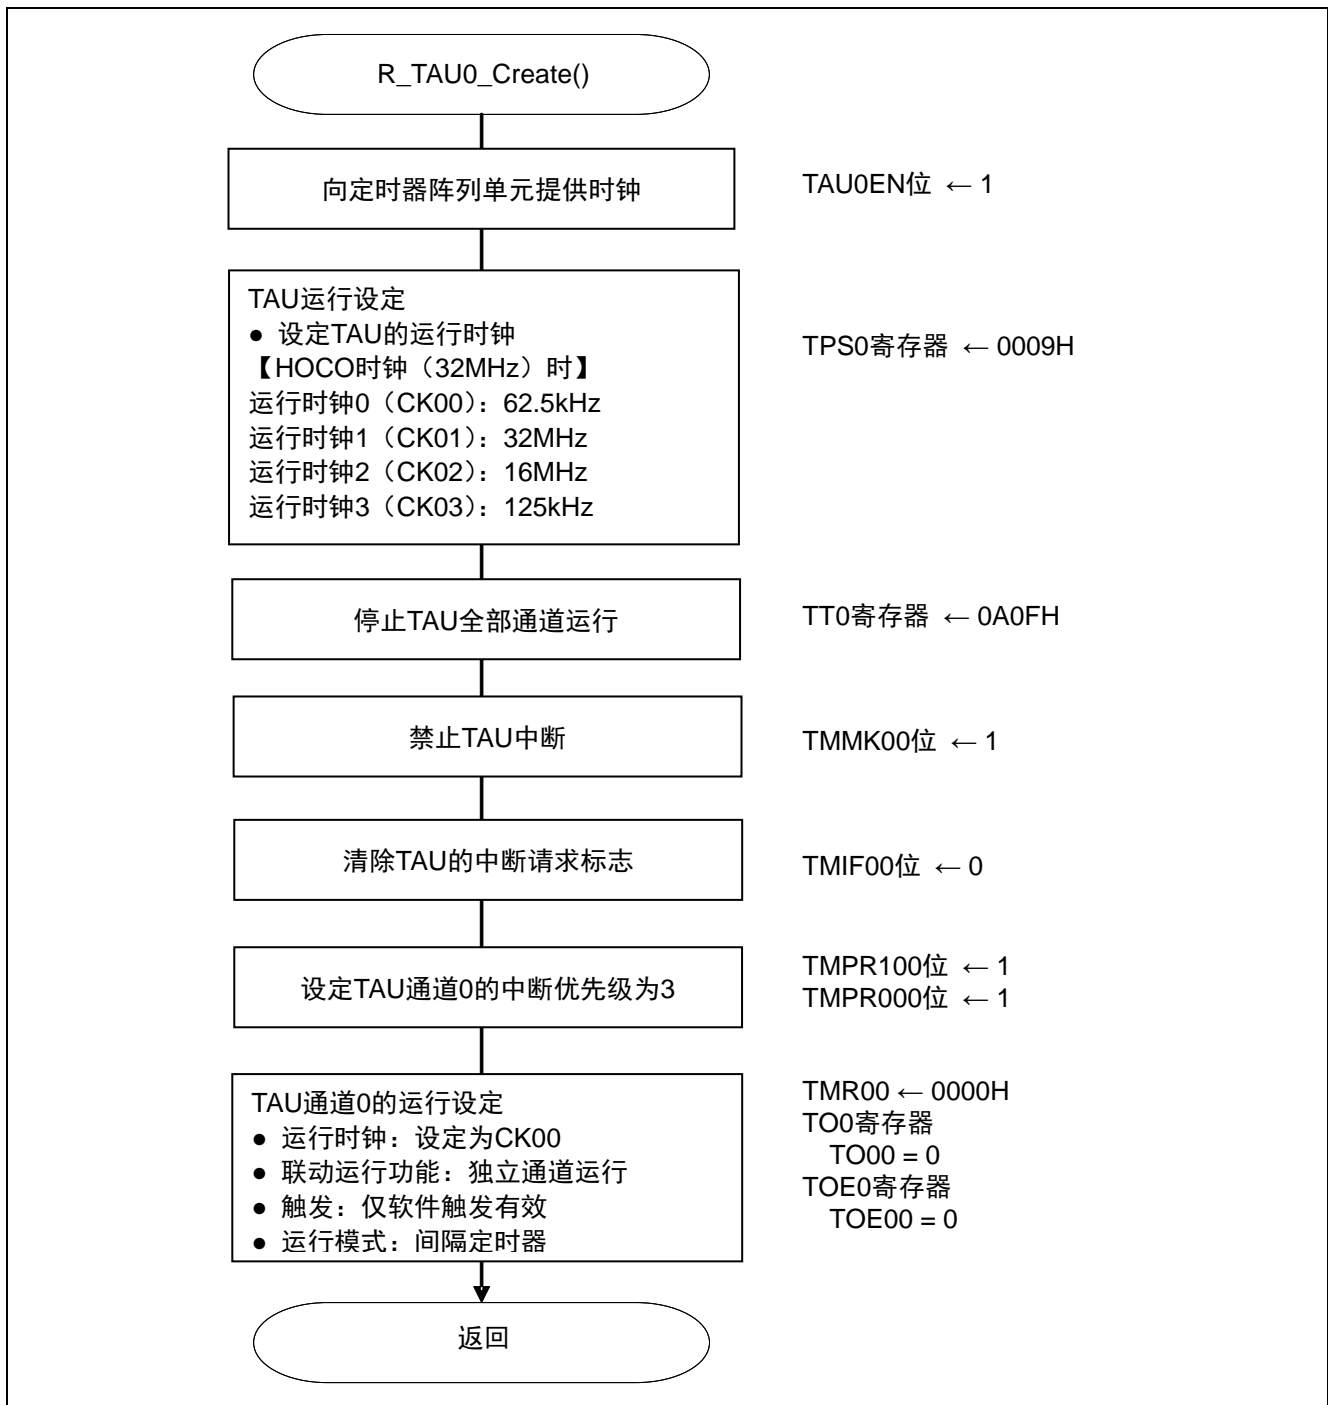 R_TAU0_Create()
向定时器阵列单元提供时钟
TAU0EN位 ← 1
TAU运行设定
● 设定TAU的运行时钟
【HOCO时钟（32MHz）时】
运行时钟0（CK00）：62.5kHz
运行时钟1（CK01）：32MHz
运行时钟2（CK02）：16MHz
运行时钟3（CK03）：125kHz
TPS0寄存器 ← 0009H
停止TAU全部通道运行
TT0寄存器 ← 0A0FH
禁止TAU中断
TMMK00位 ← 1
清除TAU的中断请求标志
TMIF00位 ← 0
设定TAU通道0的中断优先级为3
TMPR100位 ← 1
TMPR000位 ← 1
TAU通道0的运行设定
● 运行时钟：设定为CK00
● 联动运行功能：独立通道运行
● 触发：仅软件触发有效
● 运行模式：间隔定时器
TMR00 ← 0000H
TO0寄存器
TO00 = 0
TOE0寄存器
TOE00 = 0
返回